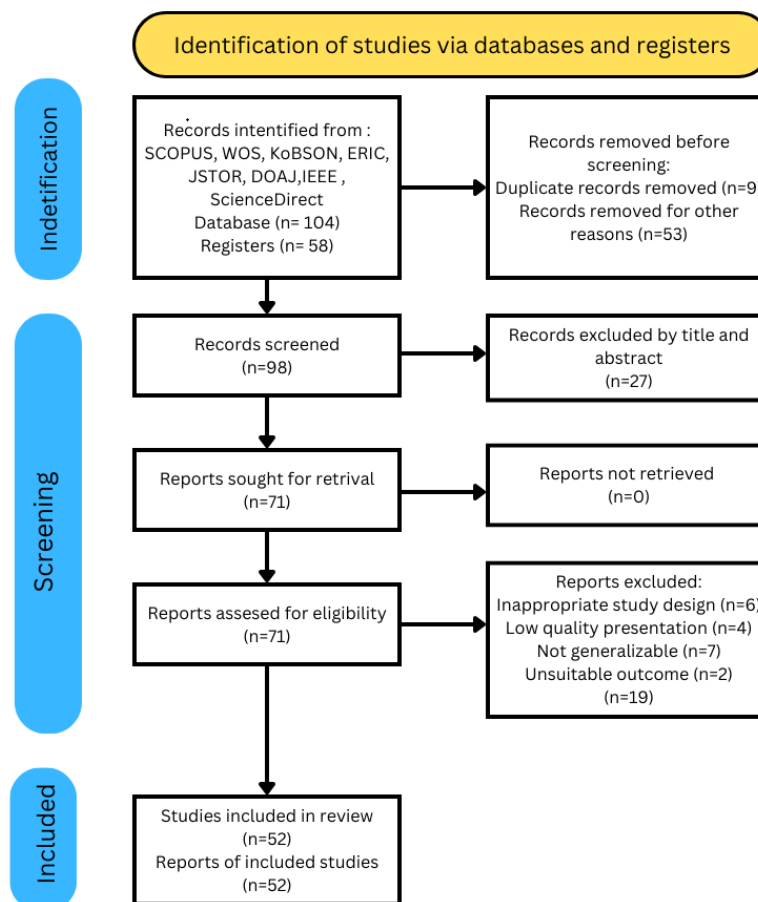 Identification of studies via databases and registers
Indetification
Records intentified from :
SCOPUS, WOS, KoBSON, ERIC,
JSTOR, DOAJ,IEEE ,
ScienceDirect
Database (n= 104)
Registers (n= 58)
Records removed before
screening:
Duplicate records removed (n=9
Records removed for other
reasons (n=53)
Screening
Records screened
(n=98)
Records excluded by title and
abstract
(n=27)
Reports sought for retrival
(n=71)
Reports not retrieved
(n=0)
Reports assesed for eligibility
(n=71)
Reports excluded:
Inappropriate study design (n=6)
Low quality presentation (n=4)
Not generalizable (n=7)
Unsuitable outcome (n=2)
(n=19)
Included
Studies included in review
(n=52)
Reports of included studies
(n=52)